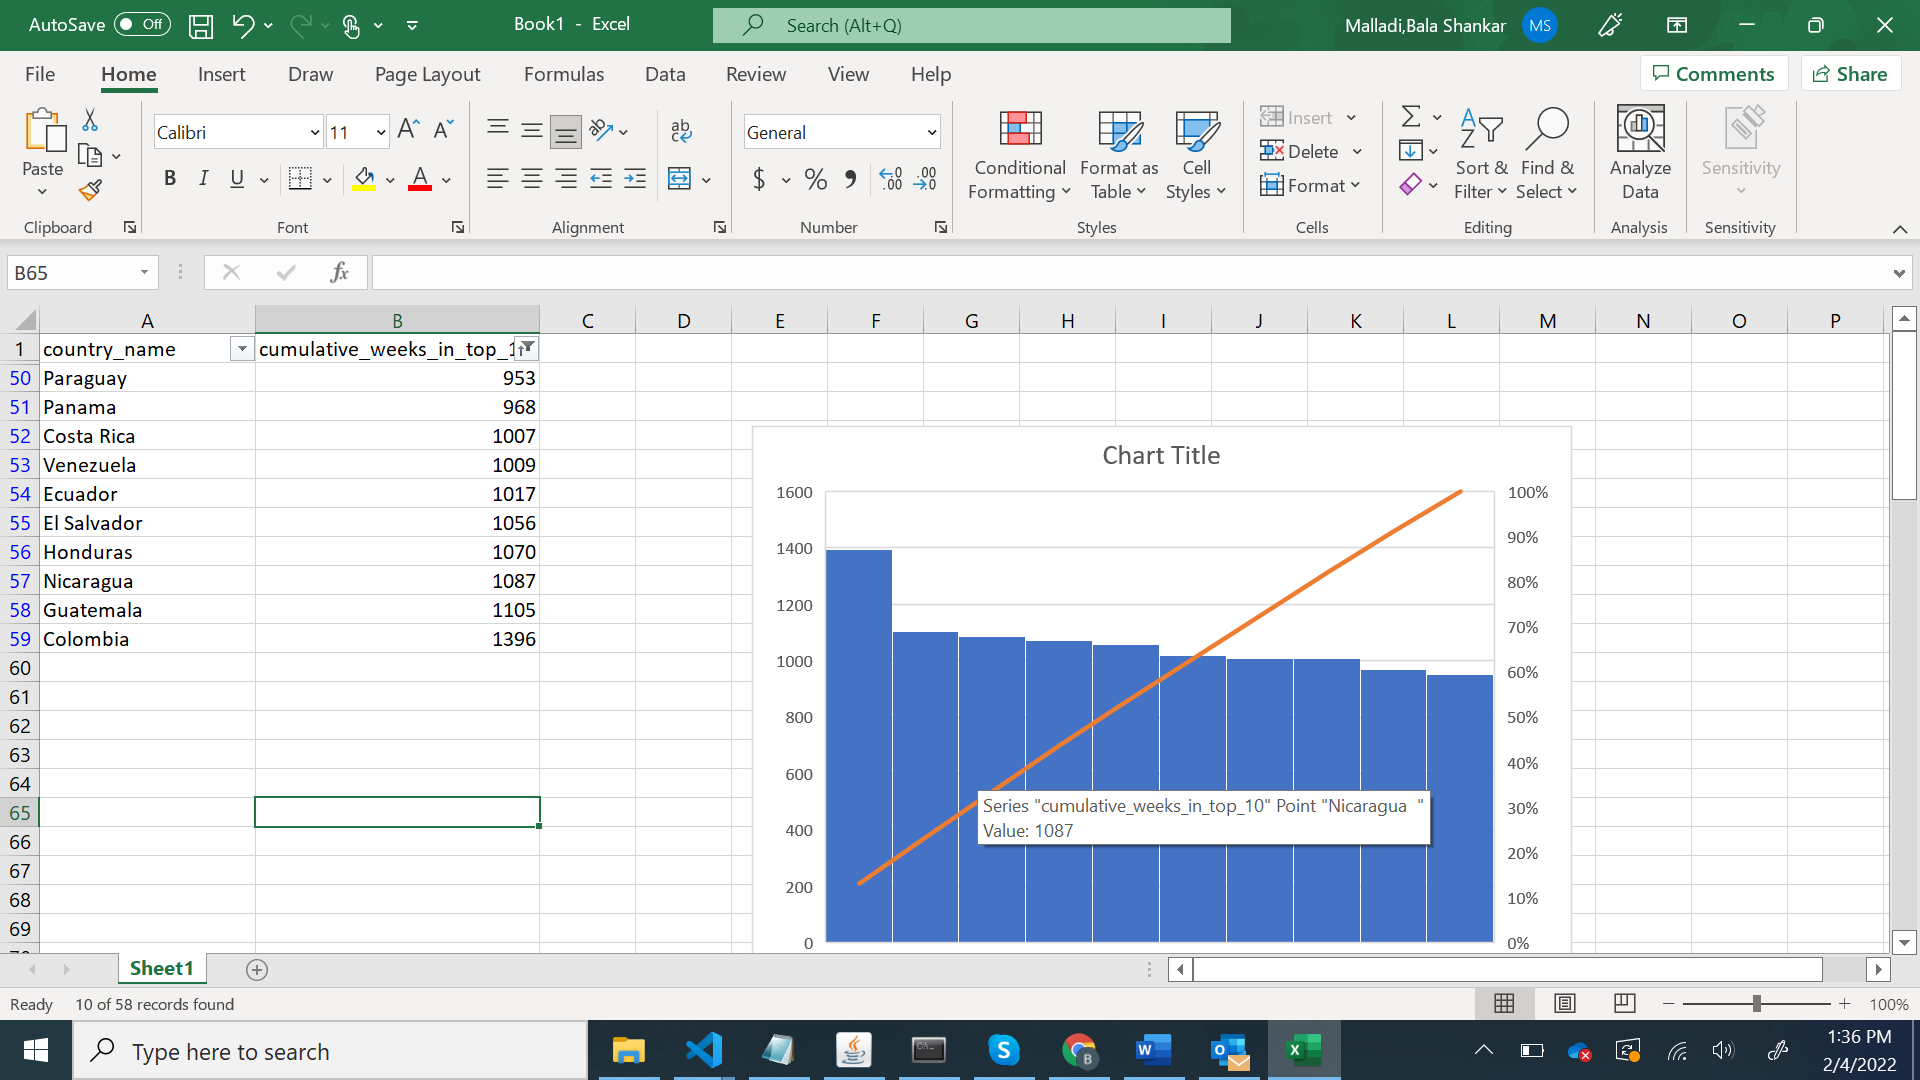 AutoSave Off Book1 - Excel Search (Alt+Q) Malladi,Bala Shankar MS
File Home Insert Draw Page Layout Formulas Data Review View Help Comments Share
Calibri 11 General Insert
Paste Conditional Format as Cell Delete Sort & Find & Analyze Sensitivity
Formatting Table Styles Format Filter Select Data
Clipboard Font Alignment Number Styles Cells Editing Analysis Sensitivity
B65
A B C D E F G H I J K L M N O P
1 country_name cumulative_weeks_in_top_1
50 Paraguay 953
51 Panama 968
52 Costa Rica 1007
53 Venezuela 1009
54 Ecuador 1017
55 El Salvador 1056
56 Honduras 1070
57 Nicaragua 1087
58 Guatemala 1105
59 Colombia 1396
60
61
62
63
64
65
66
67
68
69
Chart Title
1600 100%
1400 90%
1200 80%
1000 70%
800 60%
600 50%
400 40%
200 30%
0 20%
10%
0%
Series "cumulative_weeks_in_top_10" Point "Nicaragua "
Value: 1087
Sheet1
Ready 10 of 58 records found 100%
Type here to search
1:36 PM
2/4/2022